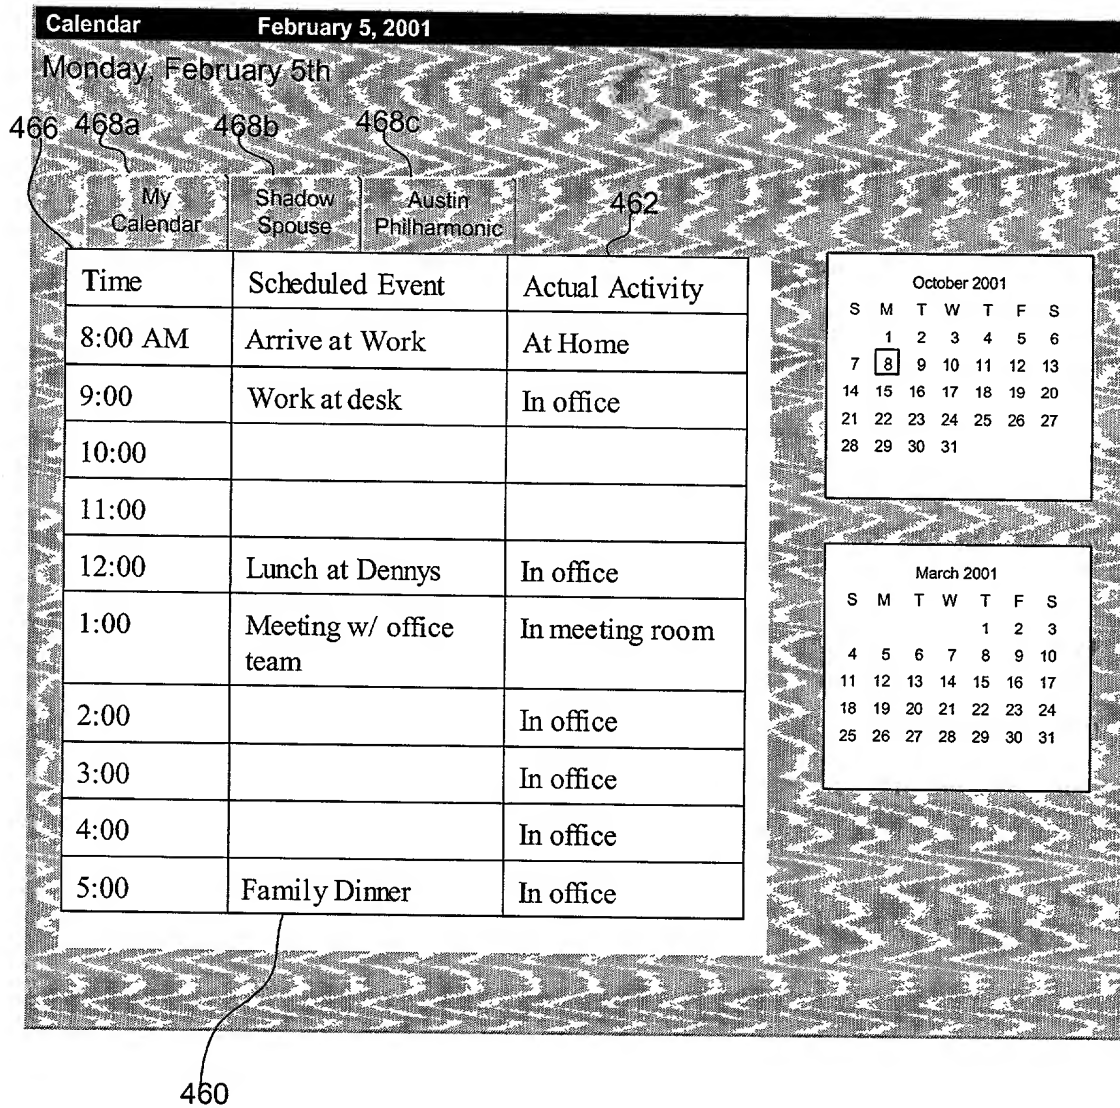 Calendar February 5, 2001
Monday, February 5th
466 468a 468b 468c
My Calendar
Shadow Spouse
Austin Philharmonic
462
Time Scheduled Event Actual Activity
8:00 AM Arrive at Work At Home
9:00 Work at desk In office
10:00
11:00
12:00 Lunch at Dennys In office
1:00 Meeting w/ office In meeting room
team
2:00 In office
3:00 In office
4:00 In office
5:00 Family Dinner In office
October 2001
S M T W T F S
1 2 3 4 5 6
7 8 9 10 11 12 13
14 15 16 17 18 19 20
21 22 23 24 25 26 27
28 29 30 31
March 2001
S M T W T F S
1 2 3
4 5 6 7 8 9 10
11 12 13 14 15 16 17
18 19 20 21 22 23 24
25 26 27 28 29 30 31
460